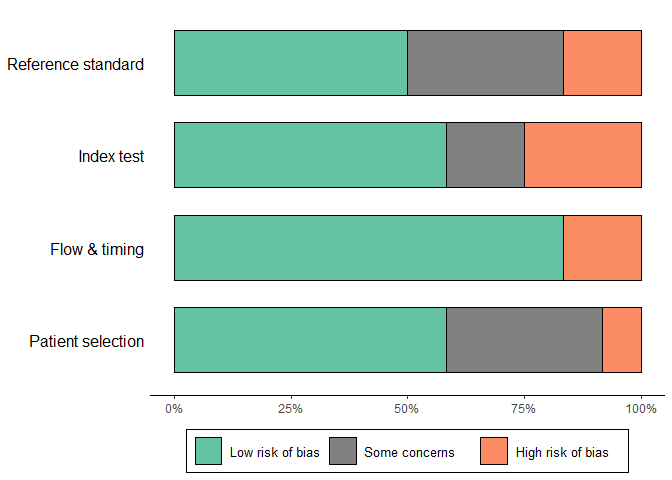 Reference standard
Index test
Flow & timing
Patient selection
0% 25% 50% 75% 100%
Low risk of bias Some concerns High risk of bias